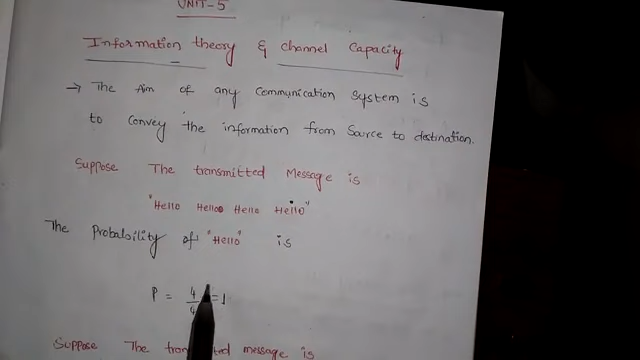 UNIT-5
Information theory & channel Capacity
→ The Aim of any Communication System is
to Convey the information from Source to destination.
Suppose The transmitted Message is
"Hello Helloo Hello Hello"
The Probability of "Hello" is
P = 4/4 = 1
Suppose The transmitted message is